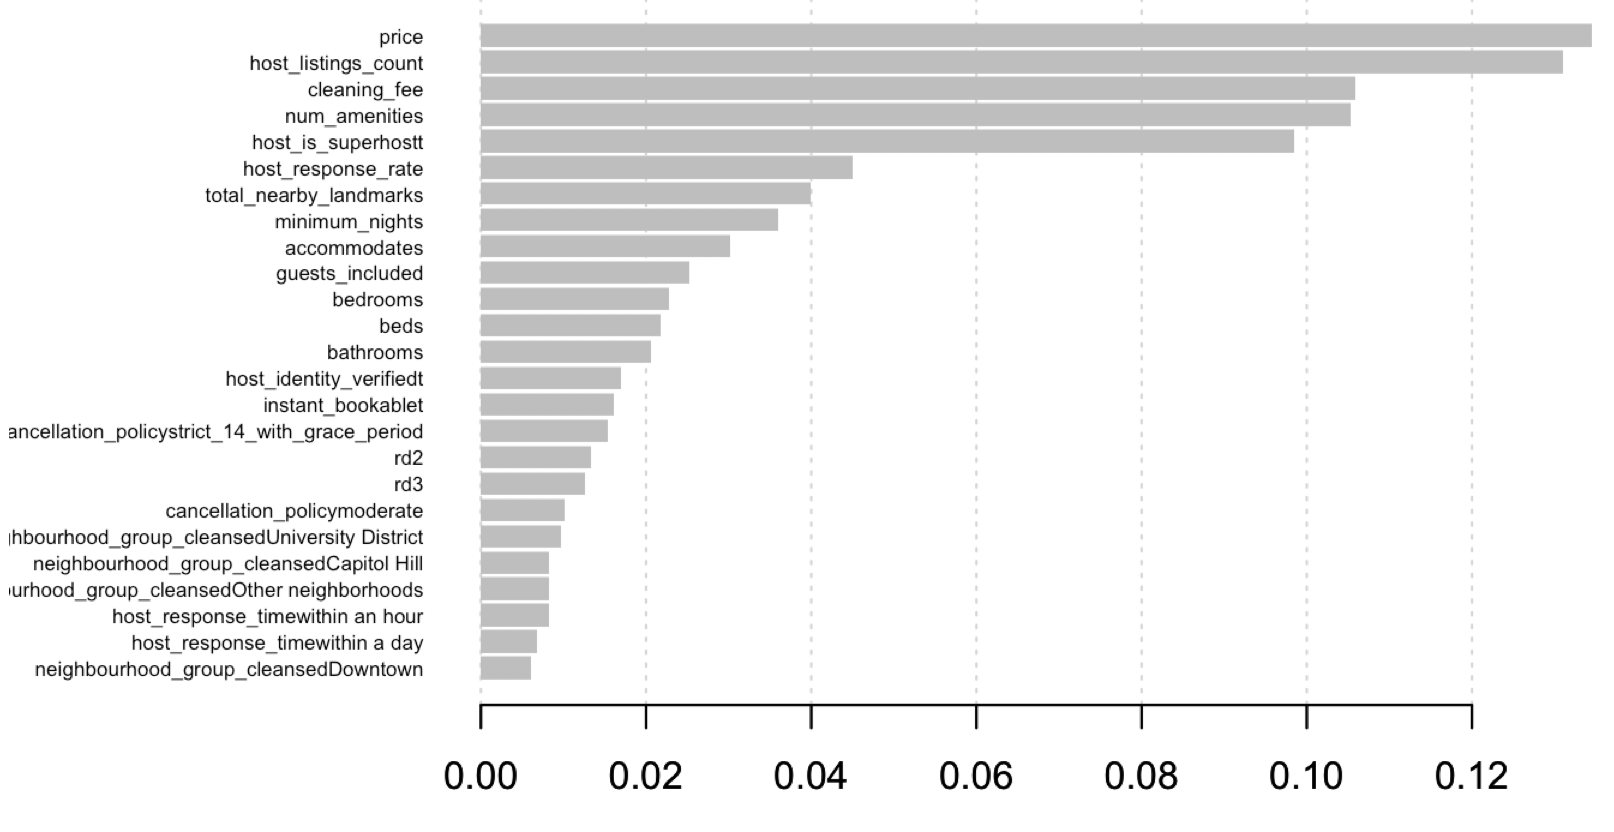 price
host_listings_count
cleaning_fee
num_amenities
host_is_superhostt
host_response_rate
total_nearby_landmarks
minimum_nights
accommodates
guests_included
bedrooms
beds
bathrooms
host_identity_verifiedt
instant_bookablet
ancellation_policystrict_14_with_grace_period
rd2
rd3
cancellation_policymoderate
hbourhood_group_cleansedUniversity District
neighbourhood_group_cleansedCapitol Hill
urhood_group_cleansedOther neighborhoods
host_response_timewithin an hour
host_response_timewithin a day
neighbourhood_group_cleansedDowntown
0.00 0.02 0.04 0.06 0.08 0.10 0.12